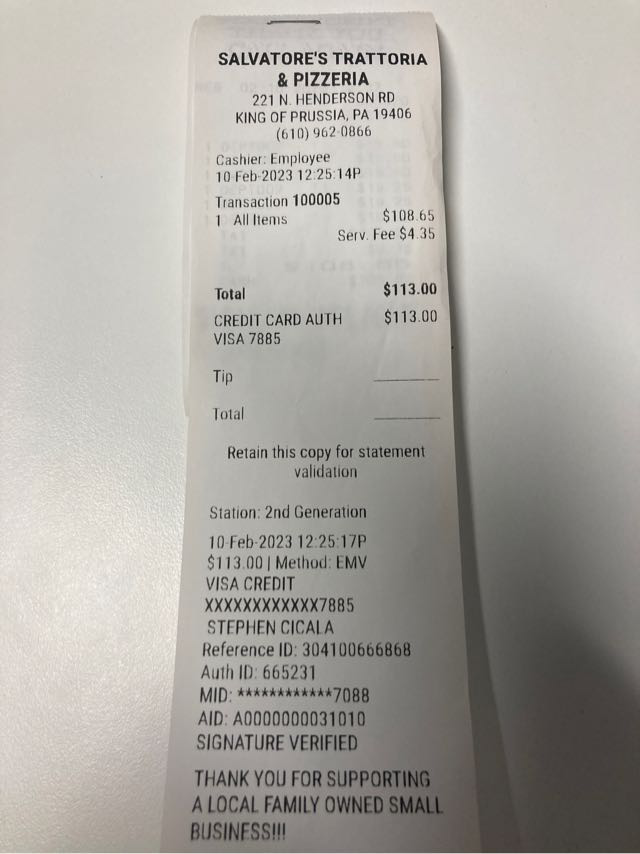 SALVATORE'S TRATTORIA
& PIZZERIA
221 N. HENDERSON RD
KING OF PRUSSIA, PA 19406
(610) 962-0866
Cashier: Employee
10-Feb-2023 12:25:14P
Transaction 100005
1 All Items $108.65
Serv. Fee $4.35
Total $113.00
CREDIT CARD AUTH $113.00
VISA 7885
Tip
Total
Retain this copy for statement
validation
Station: 2nd Generation
10-Feb-2023 12:25:17P
$113.00 | Method: EMV
VISA CREDIT
XXXXXXXXXXXX7885
STEPHEN CICALA
Reference ID: 304100666868
Auth ID: 665231
MID: ************7088
AID: A0000000031010
SIGNATURE VERIFIED
THANK YOU FOR SUPPORTING
A LOCAL FAMILY OWNED SMALL
BUSINESS!!!